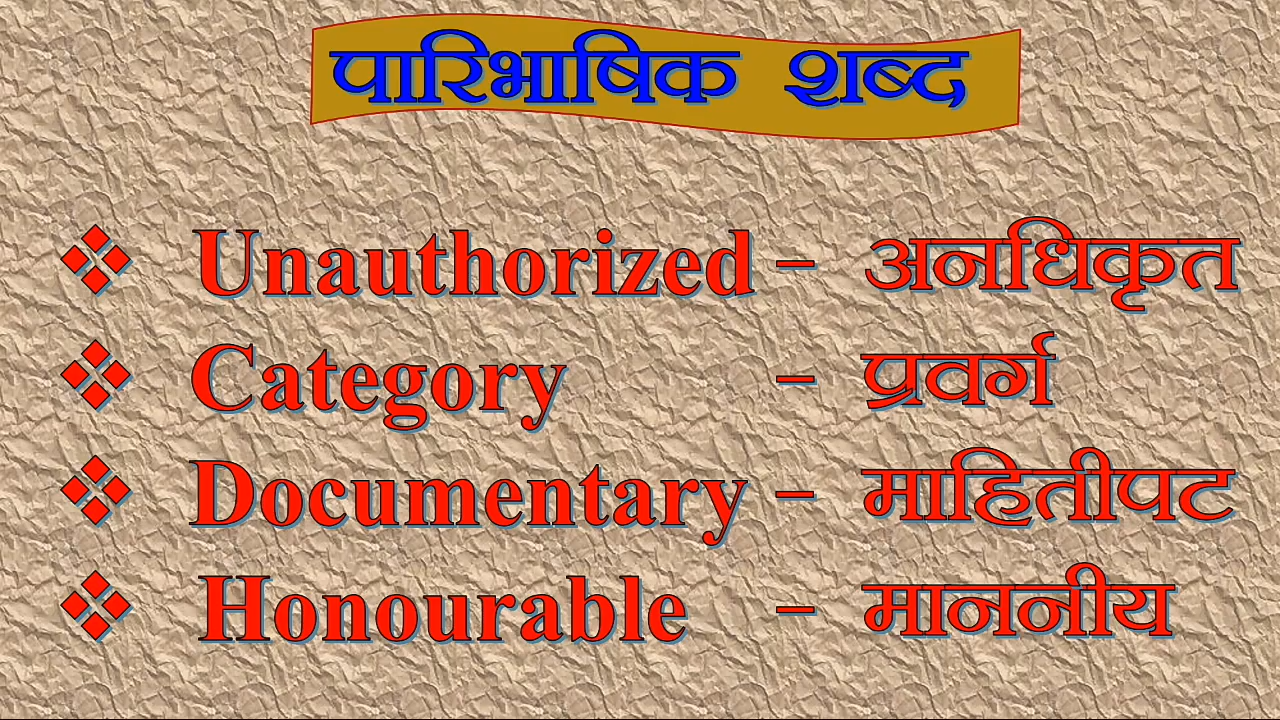 पारिभाषिक शब्द
❖ Unauthorized – अनधिकृत
❖ Category – प्रवर्ग
❖ Documentary – माहितीपट
❖ Honourable – माननीय